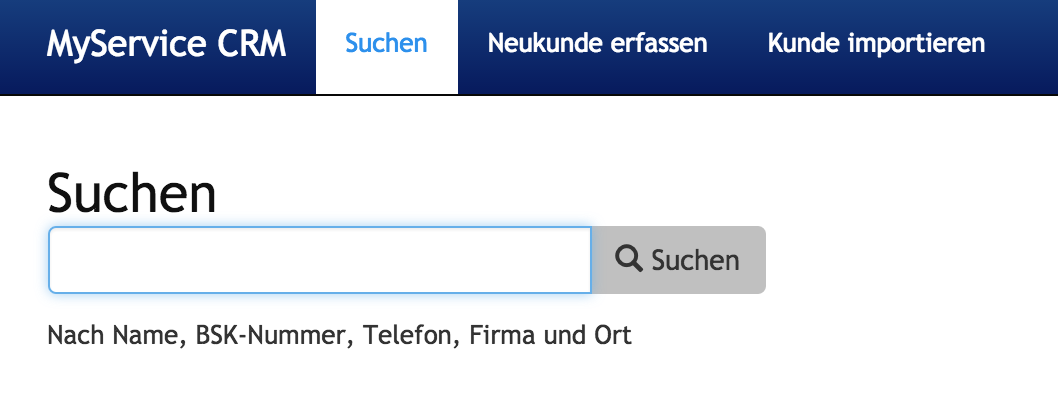 MyService CRM Suchen Neukunde erfassen Kunde importieren
Suchen
Suchen
Nach Name, BSK-Nummer, Telefon, Firma und Ort